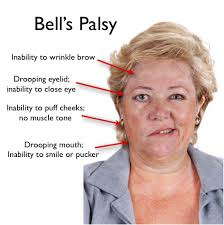 Bell's Palsy
Inability to wrinkle brow
Drooping eyelid;
inability to close eye
Inability to puff cheeks;
no muscle tone
Drooping mouth;
Inability to smile or pucker